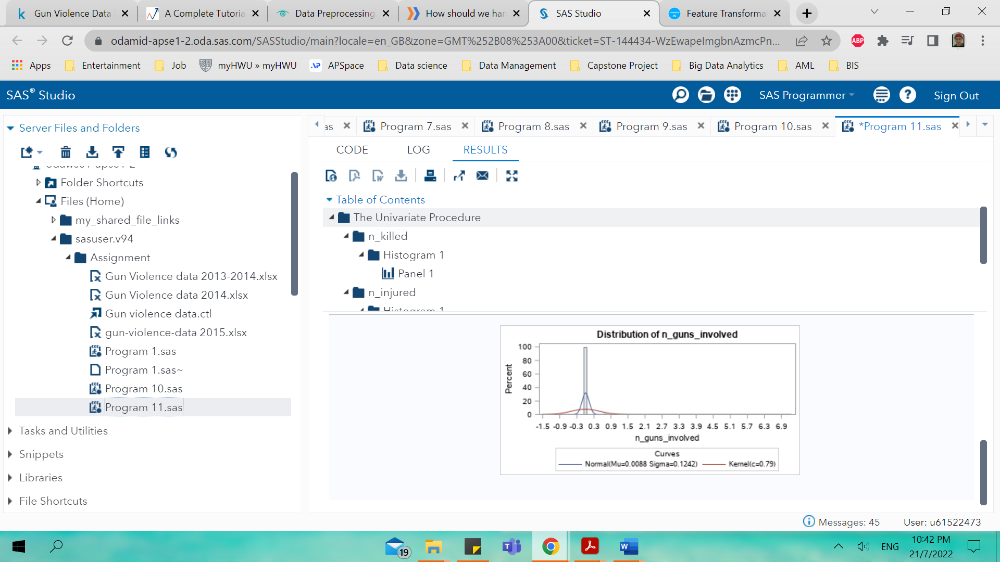 Gun Violence Data
A Complete Tutoria
Data Preprocessing
How should we han
SAS Studio
Feature Transforma
odamid-apse1-2.oda.sas.com/SASStudio/main?locale=en_GB&zone=GMT%252B08%253A00&ticket=ST-144434-WzEwapeImgbnAzmcPn...
ABP
Apps
Entertainment
Job
myHWU » myHWU
APSpace
Data science
Data Management
Capstone Project
Big Data Analytics
AML
BIS
SAS® Studio
SAS Programmer
Sign Out
Server Files and Folders
Folder Shortcuts
Files (Home)
my_shared_file_links
sasuser.v94
Assignment
Gun Violence data 2013-2014.xlsx
Gun Violence data 2014.xlsx
Gun violence data.ctl
gun-violence-data 2015.xlsx
Program 1.sas
Program 1.sas~
Program 10.sas
Program 11.sas
Tasks and Utilities
Snippets
Libraries
File Shortcuts
as
Program 7.sas
Program 8.sas
Program 9.sas
Program 10.sas
*Program 11.sas
CODE
LOG
RESULTS
Table of Contents
The Univariate Procedure
n_killed
Histogram 1
Panel 1
n_injured
Histogram 1
Distribution of n_guns_involved
Percent
100
80
60
40
20
0
-1.5 -0.9 -0.3 0.3 0.9 1.5 2.1 2.7 3.3 3.9 4.5 5.1 5.7 6.3 6.9
n_guns_involved
Curves
Normal(Mu=0.0088 Sigma=0.1242)
Kernel(c=0.79)
Messages: 45
User: u61522473
19
ENG
10:42 PM
21/7/2022